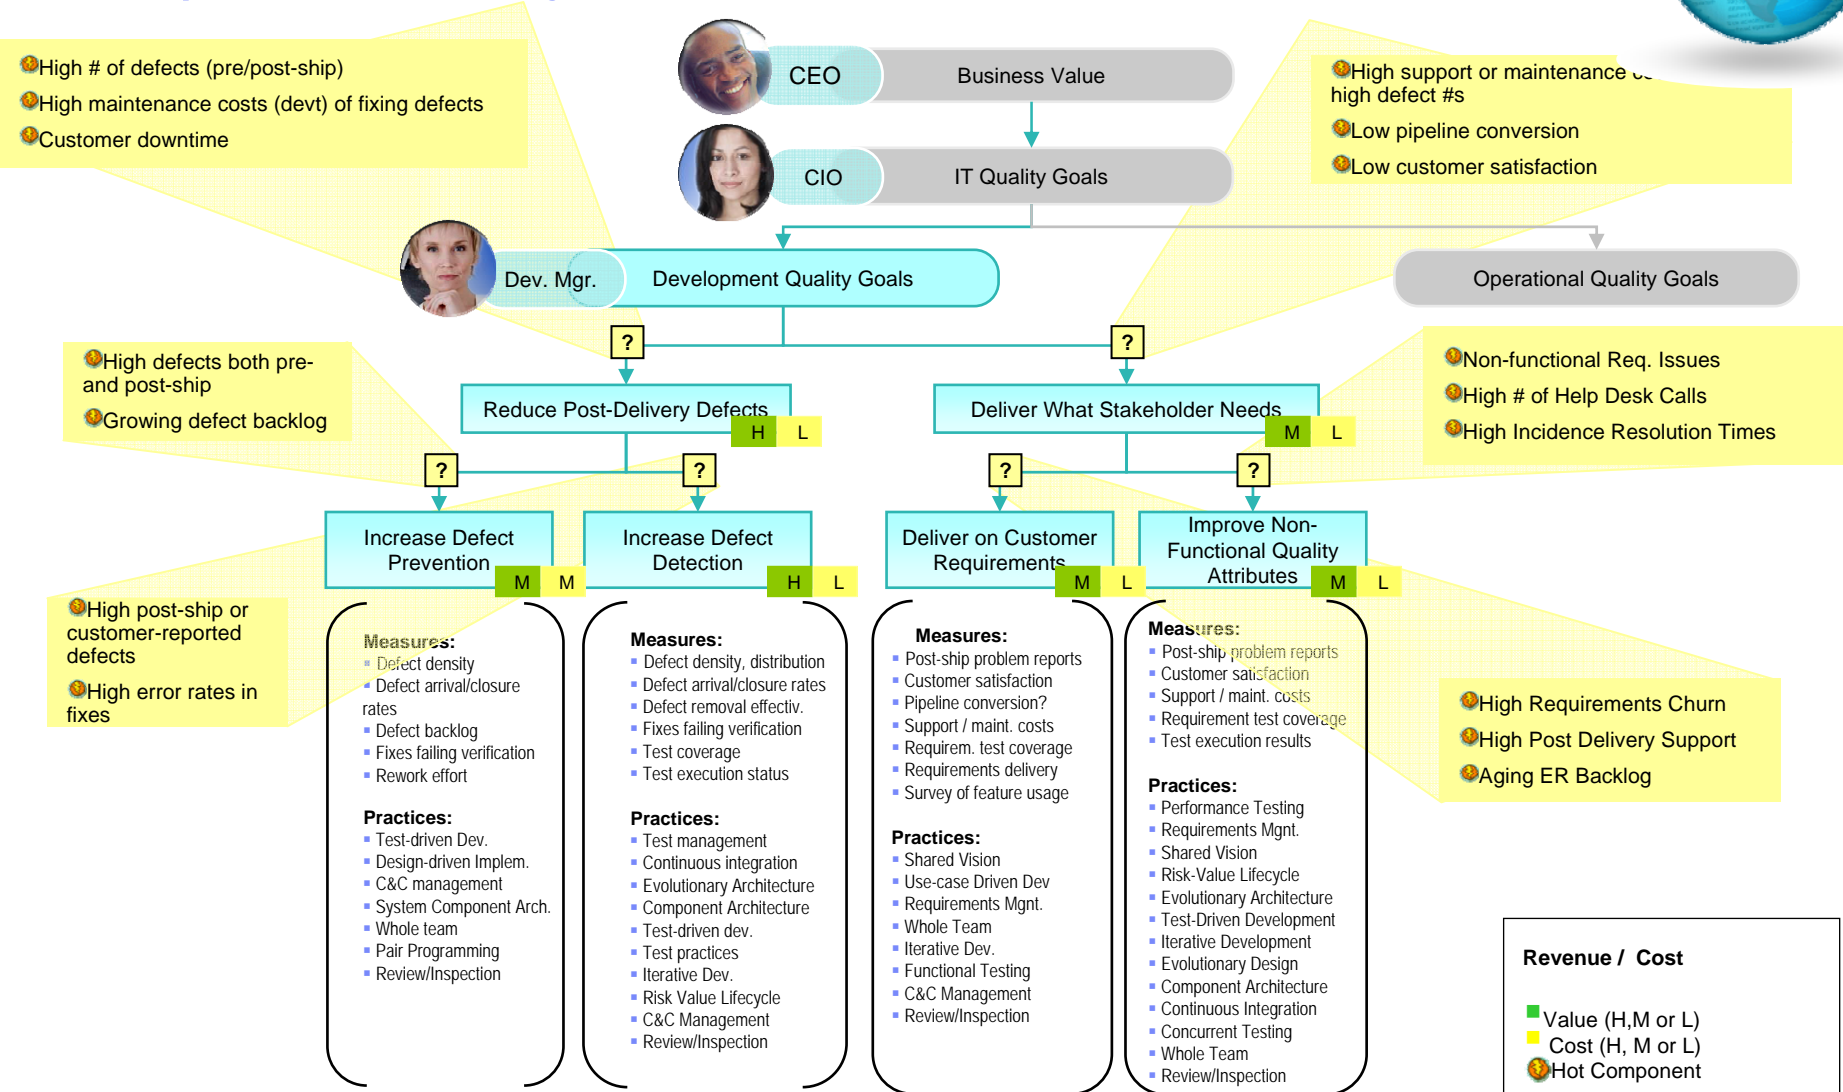 High # of defects (pre/post-ship)
High maintenance costs (devt) of fixing defects
Customer downtime
CEO
Business Value
High support or maintenance
high defect #s
Low pipeline conversion
Low customer satisfaction
CIO
IT Quality Goals
Dev. Mgr.
Development Quality Goals
Operational Quality Goals
?
?
High defects both pre-
and post-ship
Growing defect backlog
Reduce Post-Delivery Defects
H L
Deliver What Stakeholder Needs
M L
Non-functional Req. Issues
High # of Help Desk Calls
High Incidence Resolution Times
?
?
?
?
Increase Defect
Prevention
M M
Increase Defect
Detection
H L
Deliver on Customer
Requirements
M L
Improve Non-
Functional Quality
Attributes
M L
High post-ship or
customer-reported
defects
High error rates in
fixes
Measures:
Defect density
Defect arrival/closure
rates
Defect backlog
Fixes failing verification
Rework effort
Practices:
Test-driven Dev.
Design-driven Implem.
C&C management
System Component Arch.
Whole team
Pair Programming
Review/Inspection
Measures:
Defect density, distribution
Defect arrival/closure rates
Defect removal effectiv.
Fixes failing verification
Test coverage
Test execution status
Practices:
Test management
Continuous integration
Evolutionary Architecture
Component Architecture
Test-driven dev.
Test practices
Iterative Dev.
Risk Value Lifecycle
C&C Management
Review/Inspection
Measures:
Post-ship problem reports
Customer satisfaction
Pipeline conversion?
Support / maint. costs
Requirem. test coverage
Requirements delivery
Survey of feature usage
Practices:
Shared Vision
Use-case Driven Dev
Requirements Mgnt.
Whole Team
Iterative Dev.
Functional Testing
C&C Management
Review/Inspection
Measures:
Post-ship problem reports
Customer satisfaction
Support / maint. costs
Requirement test coverage
Test execution results
Practices:
Performance Testing
Requirements Mgnt.
Shared Vision
Risk-Value Lifecycle
Evolutionary Architecture
Test-Driven Development
Iterative Development
Evolutionary Design
Component Architecture
Continuous Integration
Concurrent Testing
Whole Team
Review/Inspection
High Requirements Churn
High Post Delivery Support
Aging ER Backlog
Revenue / Cost
Value (H,M or L)
Cost (H, M or L)
Hot Component